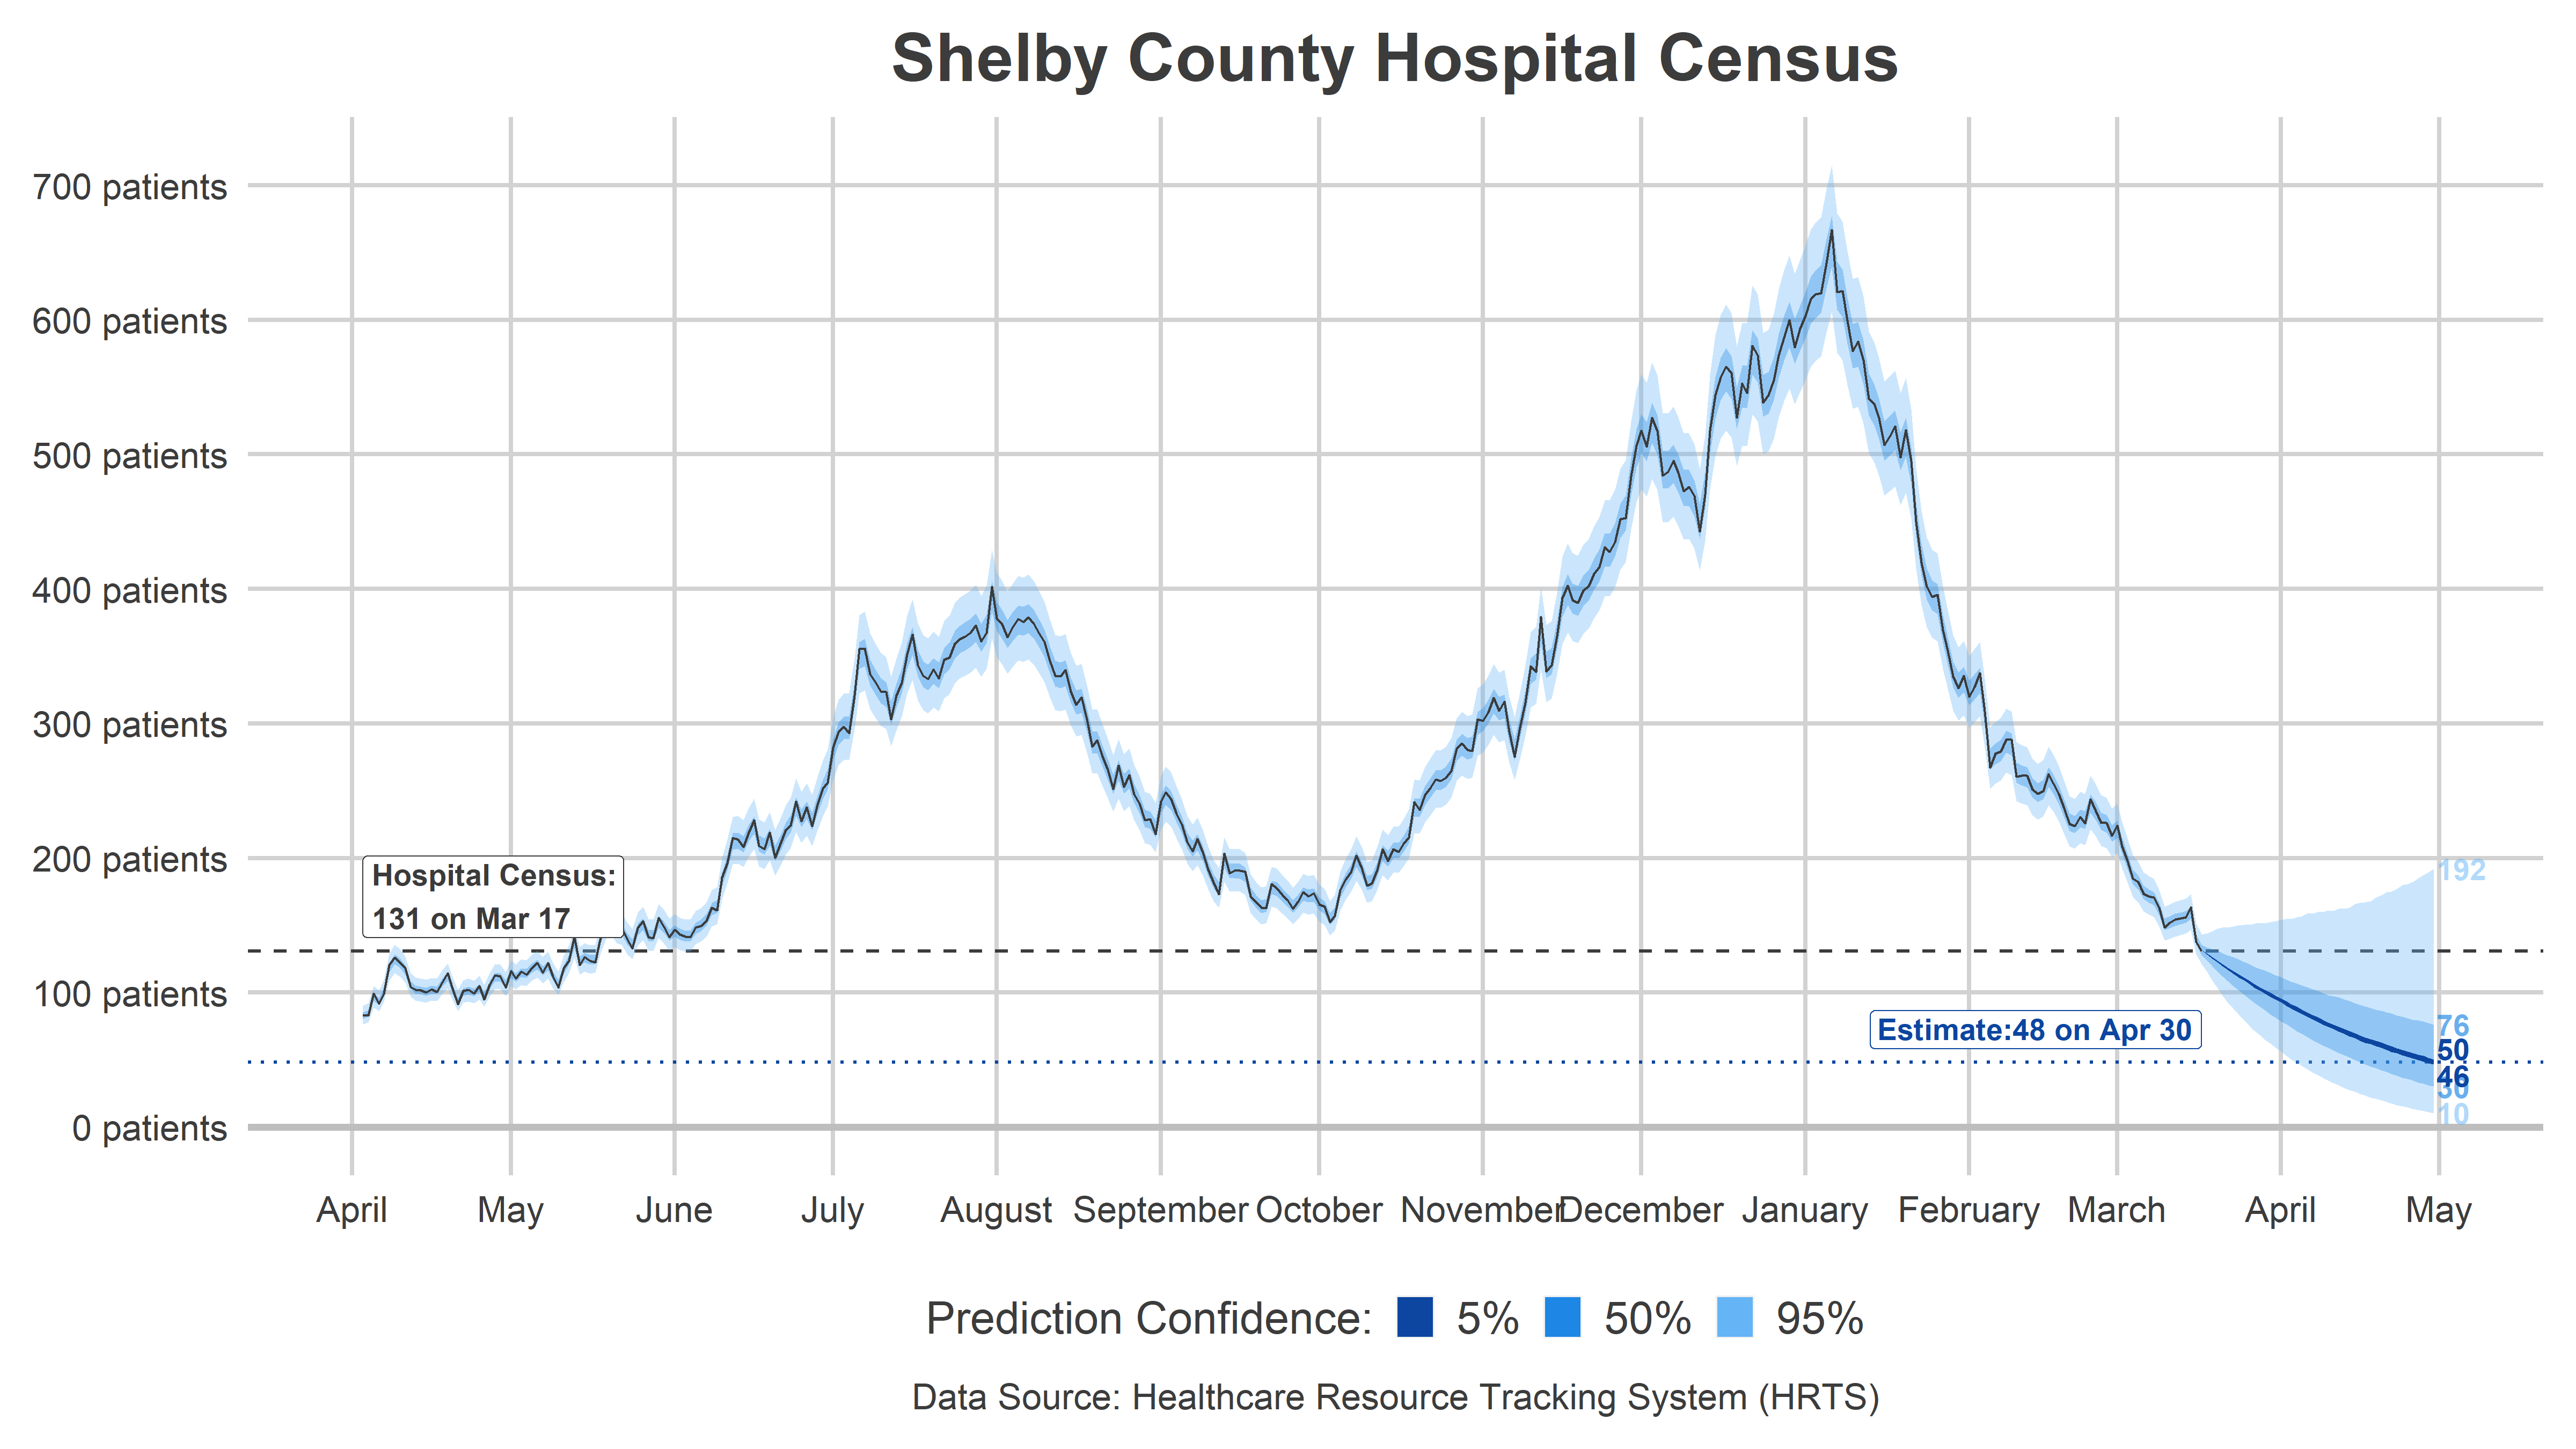 Shelby County Hospital Census
700 patients
600 patients
500 patients
400 patients
300 patients
200 patients
100 patients
0 patients
Hospital Census:
131 on Mar 17
Estimate:48 on Apr 30
192
76
50
46
30
10
April May June July August September October November December January February March April May
Prediction Confidence: 5% 50% 95%
Data Source: Healthcare Resource Tracking System (HRTS)